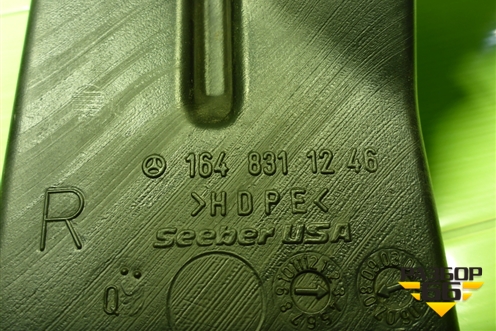 164 831 12 46
>HDPE<
R
Seeber USA
Q